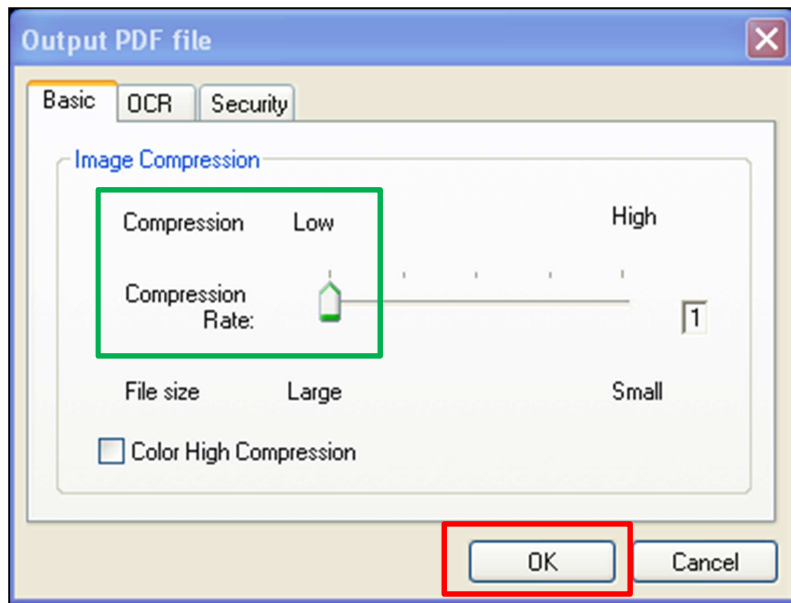 Output PDF file
Basic OCR Security
Image Compression
Compression Low High
Compression
Rate:
1
File size Large Small
Color High Compression
OK Cancel